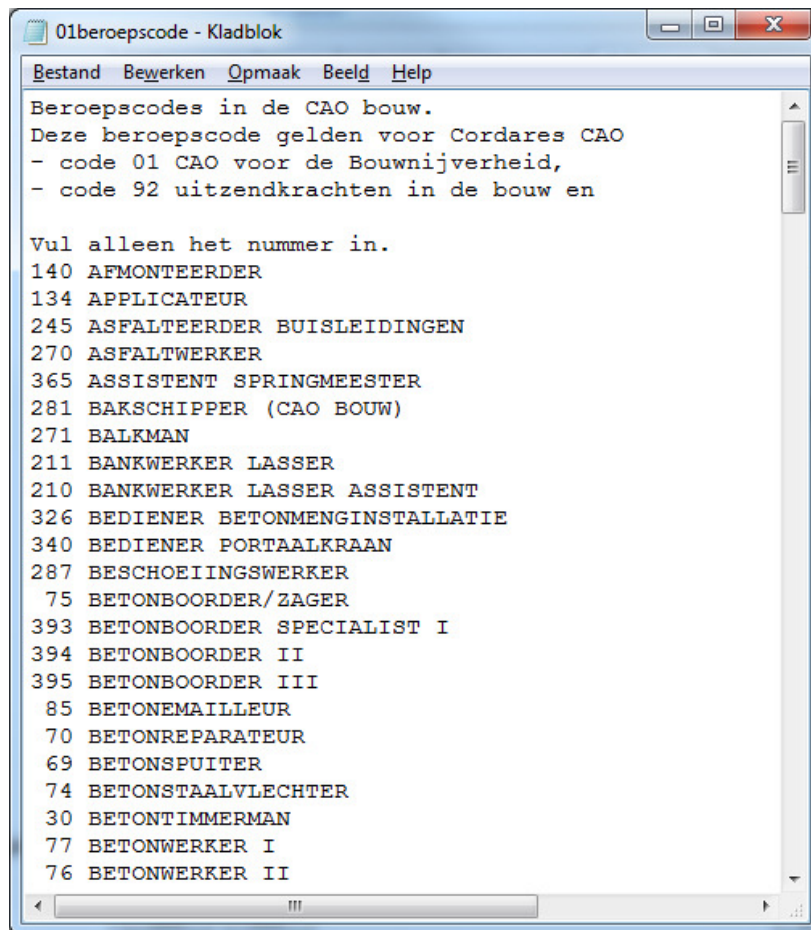 01beroepscode - Kladblok
Bestand Bewerken Opmaak Beeld Help
Beroepscodes in de CAO bouw.
Deze beroepscode gelden voor Cordares CAO
- code 01 CAO voor de Bouwnijverheid,
- code 92 uitzendkrachten in de bouw en
Vul alleen het nummer in.
140 AFMONTEERDER
134 APPLICATEUR
245 ASFALTEERDER BUISLEIDINGEN
270 ASFALTWERKER
365 ASSISTENT SPRINGMEESTER
281 BAKSCHIPPER (CAO BOUW)
271 BALKMAN
211 BANKWERKER LASSER
210 BANKWERKER LASSER ASSISTENT
326 BEDIENER BETONMENGINSTALLATIE
340 BEDIENER PORTAALKRAAN
287 BESCHOEIINGSWERKER
75 BETONBOORDER/ZAGER
393 BETONBOORDER SPECIALIST I
394 BETONBOORDER II
395 BETONBOORDER III
85 BETONEMAILLEUR
70 BETONREPARATEUR
69 BETONSPUITER
74 BETONSTAALVLECHTER
30 BETONTIMMERMAN
77 BETONWERKER I
76 BETONWERKER II